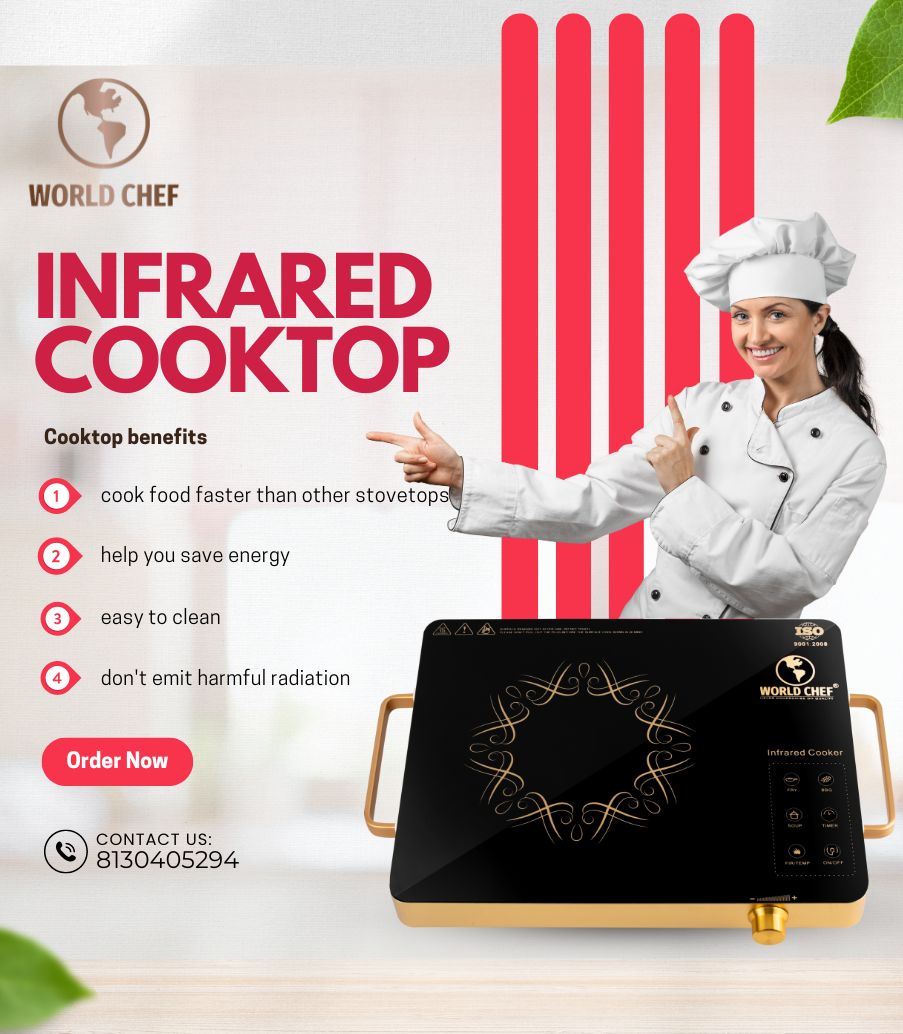 WORLD CHEF
INFRARED
COOKTOP
Cooktop benefits
1 cook food faster than other stovetops
2 help you save energy
3 easy to clean
4 don't emit harmful radiation
Order Now
CONTACT US:
8130405294
ISO
9001:2008
WORLD CHEF®
Infrared Cooker
FRY BBQ
SOUP TIMER
FIR/TEMP ON/OFF
− +